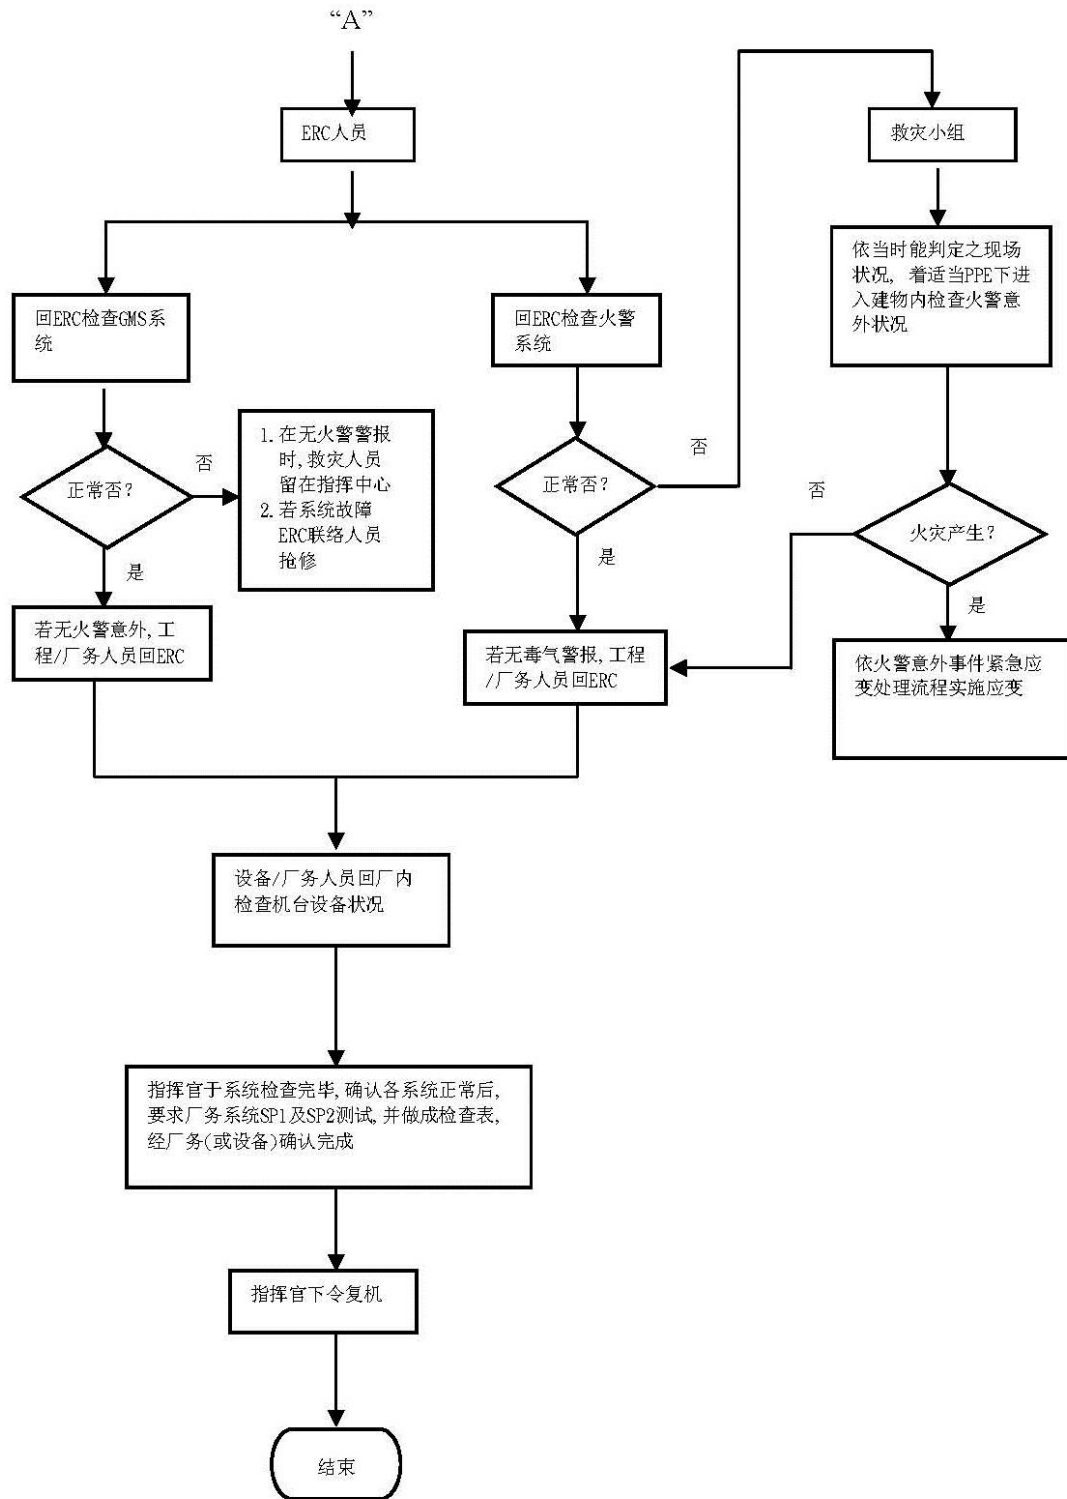 “A”
ERC人员
救灾小组
依当时能判定之现场
状况, 着适当PPE下进
入建物内检查火警意
外状况
回ERC检查GMS系
统
回ERC检查火警
系统
1. 在无火警警报
时, 救灾人员
留在指挥中心
2. 若系统故障
ERC联络人员
抢修
否
正常否?
否
正常否?
否
火灾产生?
是
是
是
若无火警意外, 工
程/厂务人员回ERC
若无毒气警报, 工程
/厂务人员回ERC
依火警意外事件紧急应
变处理流程实施应变
设备/厂务人员回厂内
检查机台设备状况
指挥官于系统检查完毕, 确认各系统正常后,
要求厂务系统SP1及SP2测试, 并做成检查表,
经厂务(或设备)确认完成
指挥官下令复机
结束